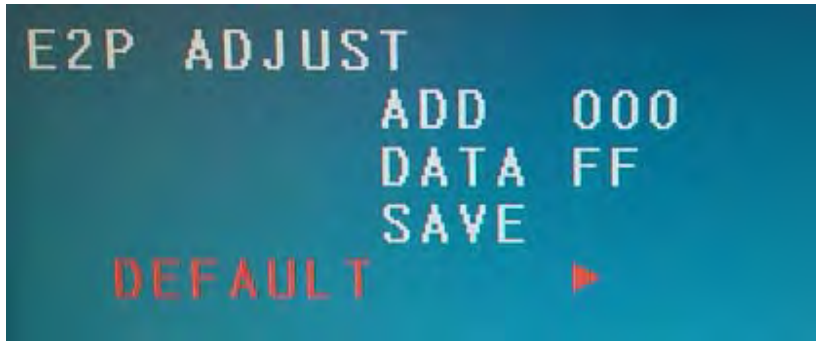 E2P ADJUST
ADD 000
DATA FF
SAVE
DEFAULT ▶